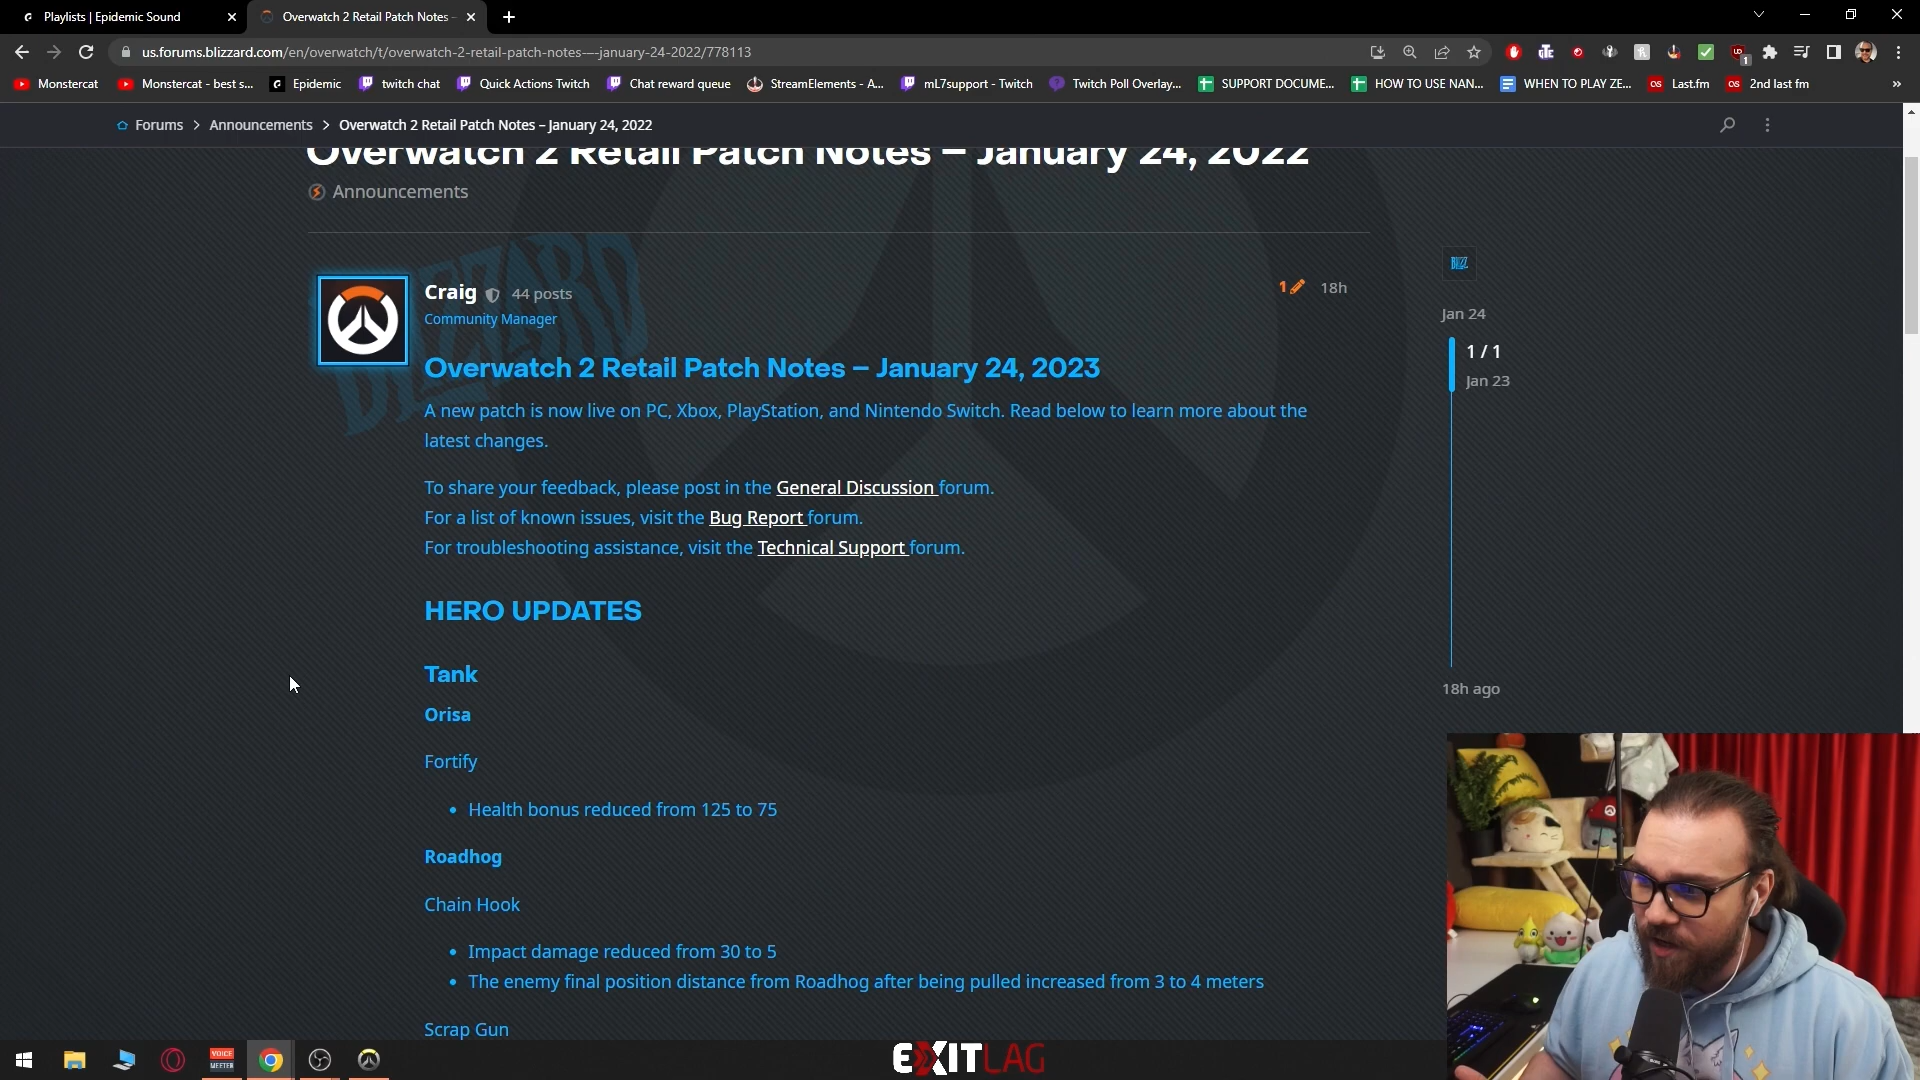 Playlists | Epidemic Sound
Overwatch 2 Retail Patch Notes –
us.forums.blizzard.com/en/overwatch/t/overwatch-2-retail-patch-notes-–-january-24-2022/778113
Monstercat
Monstercat - best s...
Epidemic
twitch chat
Quick Actions Twitch
Chat reward queue
StreamElements - A...
mL7support - Twitch
Twitch Poll Overlay...
SUPPORT DOCUME...
HOW TO USE NAN...
WHEN TO PLAY ZE...
Last.fm
2nd last fm
»
Forums > Announcements > Overwatch 2 Retail Patch Notes – January 24, 2022
Overwatch 2 Retail Patch Notes – January 24, 2022
Announcements
BLIZZARD
Craig 44 posts
1 18h
Community Manager
BLIZZ
Jan 24
1 / 1
Jan 23
18h ago
Overwatch 2 Retail Patch Notes – January 24, 2023
A new patch is now live on PC, Xbox, PlayStation, and Nintendo Switch. Read below to learn more about the
latest changes.
To share your feedback, please post in the General Discussion forum.
For a list of known issues, visit the Bug Report forum.
For troubleshooting assistance, visit the Technical Support forum.
HERO UPDATES
Tank
Orisa
Fortify
• Health bonus reduced from 125 to 75
Roadhog
Chain Hook
• Impact damage reduced from 30 to 5
• The enemy final position distance from Roadhog after being pulled increased from 3 to 4 meters
Scrap Gun
VOICE
MEETER
EXITLAG